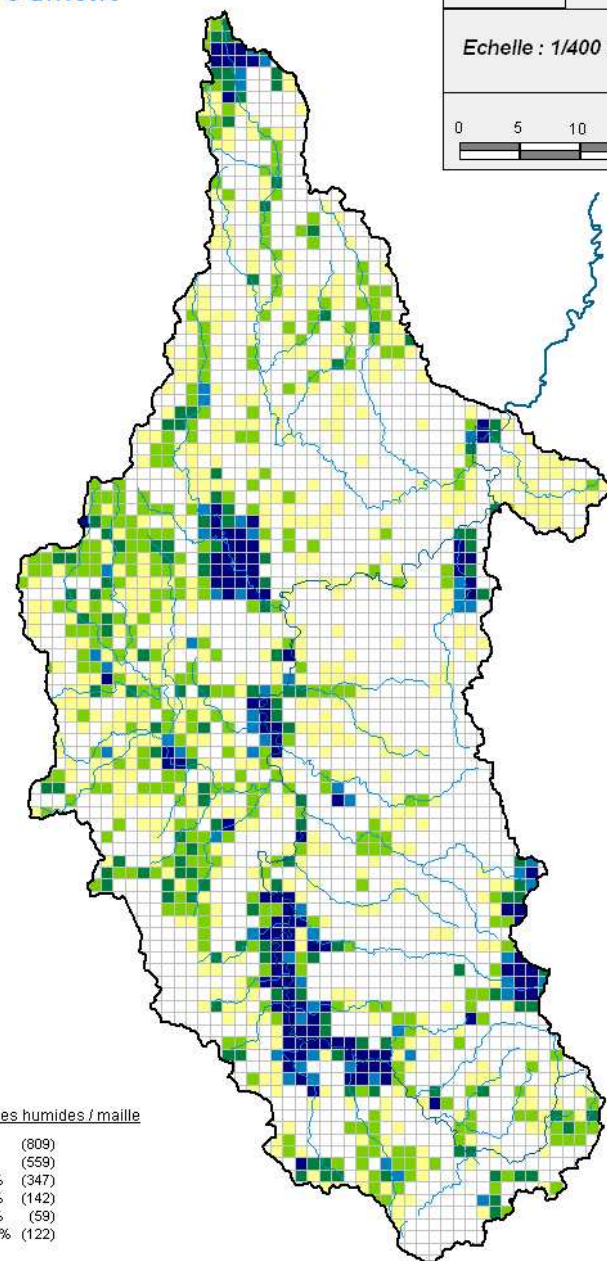 Echelle : 1/400
0 5 10
es humides / maille
(809)
(559)
% (347)
% (142)
% (59)
% (122)